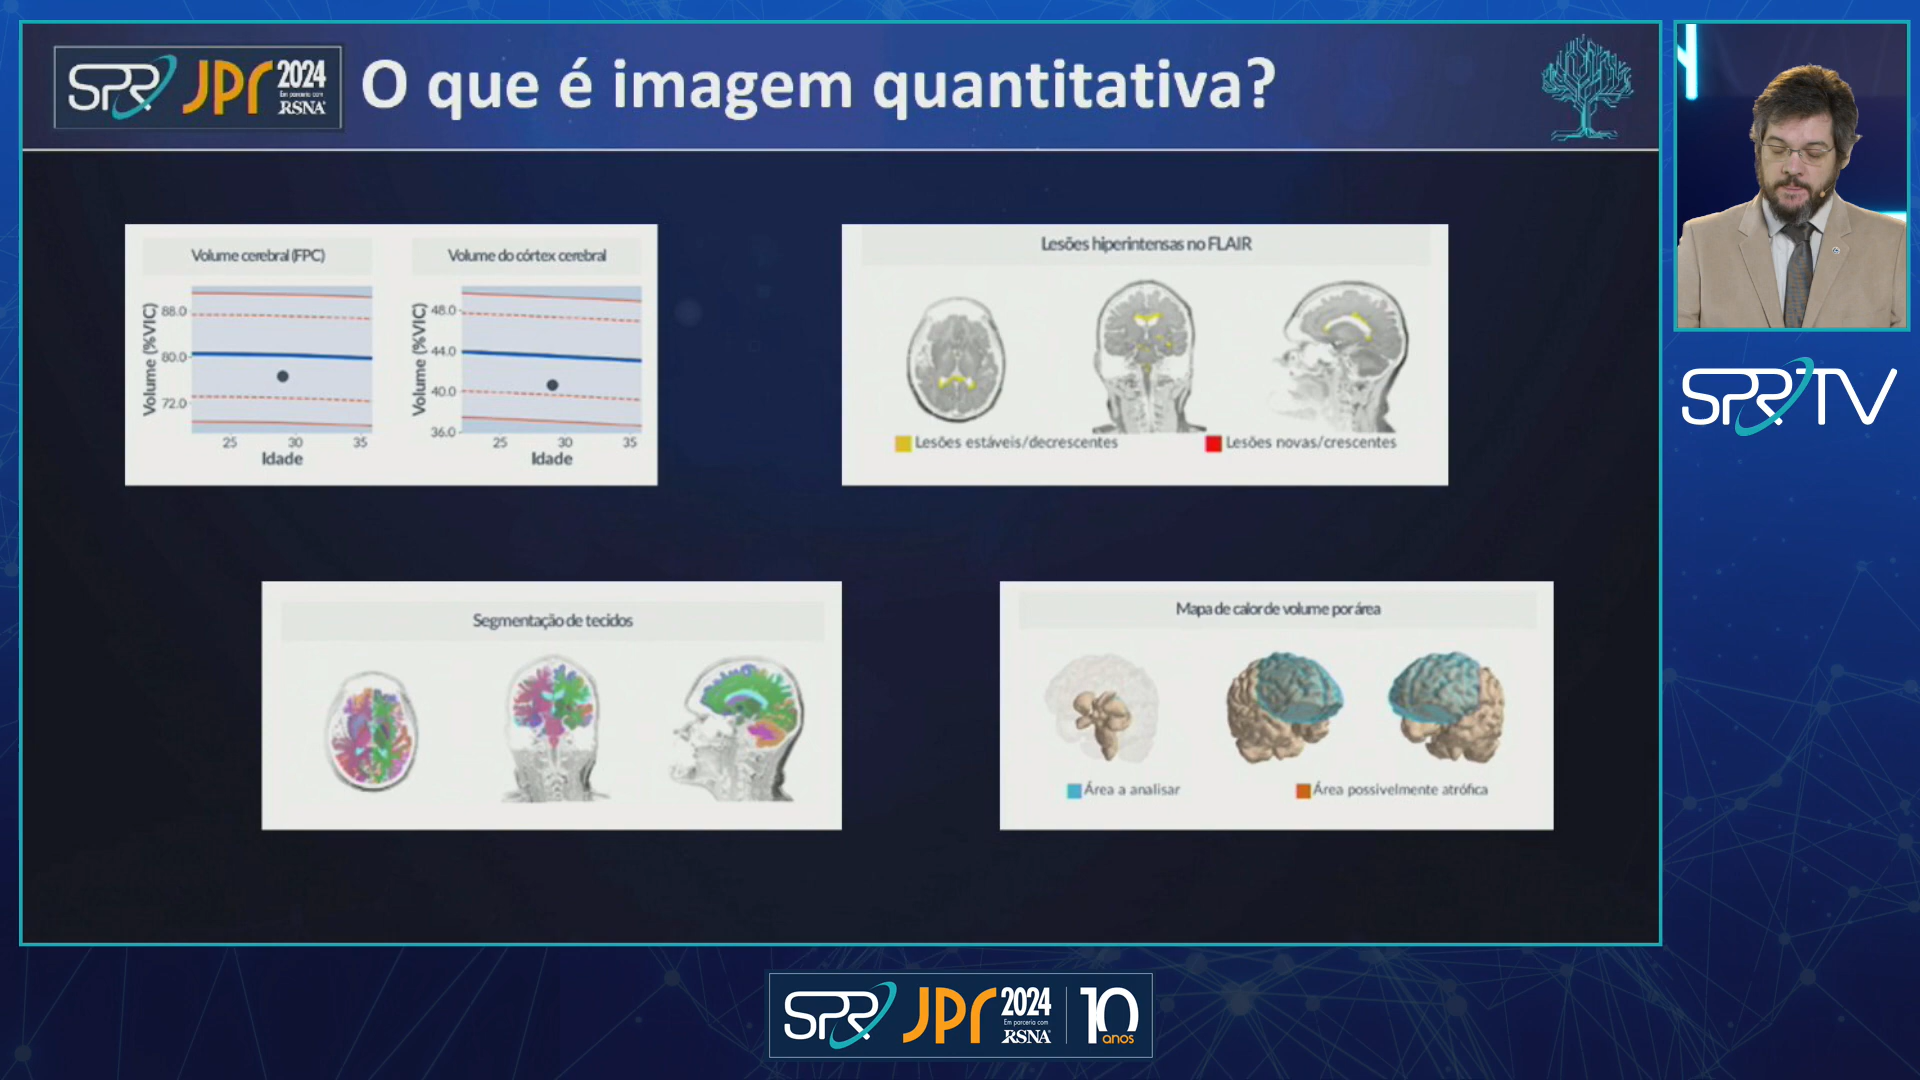 SPR JPR 2024
Em parceria com
RSNA
O que é imagem quantitativa?
Volume cerebral (FPC)
Volume (%VIC)
88.0
80.0
72.0
25 30 35
Idade
Volume do córtex cerebral
Volume (%VIC)
48.0
44.0
40.0
36.0
25 30 35
Idade
Lesões hiperintensas no FLAIR
Lesões estáveis/decrescentes
Lesões novas/crescentes
Segmentação de tecidos
Mapa de calor de volume por área
Área a analisar
Área possivelmente atrófica
SPR TV
SPR JPR 2024
Em parceria com
RSNA
10 anos